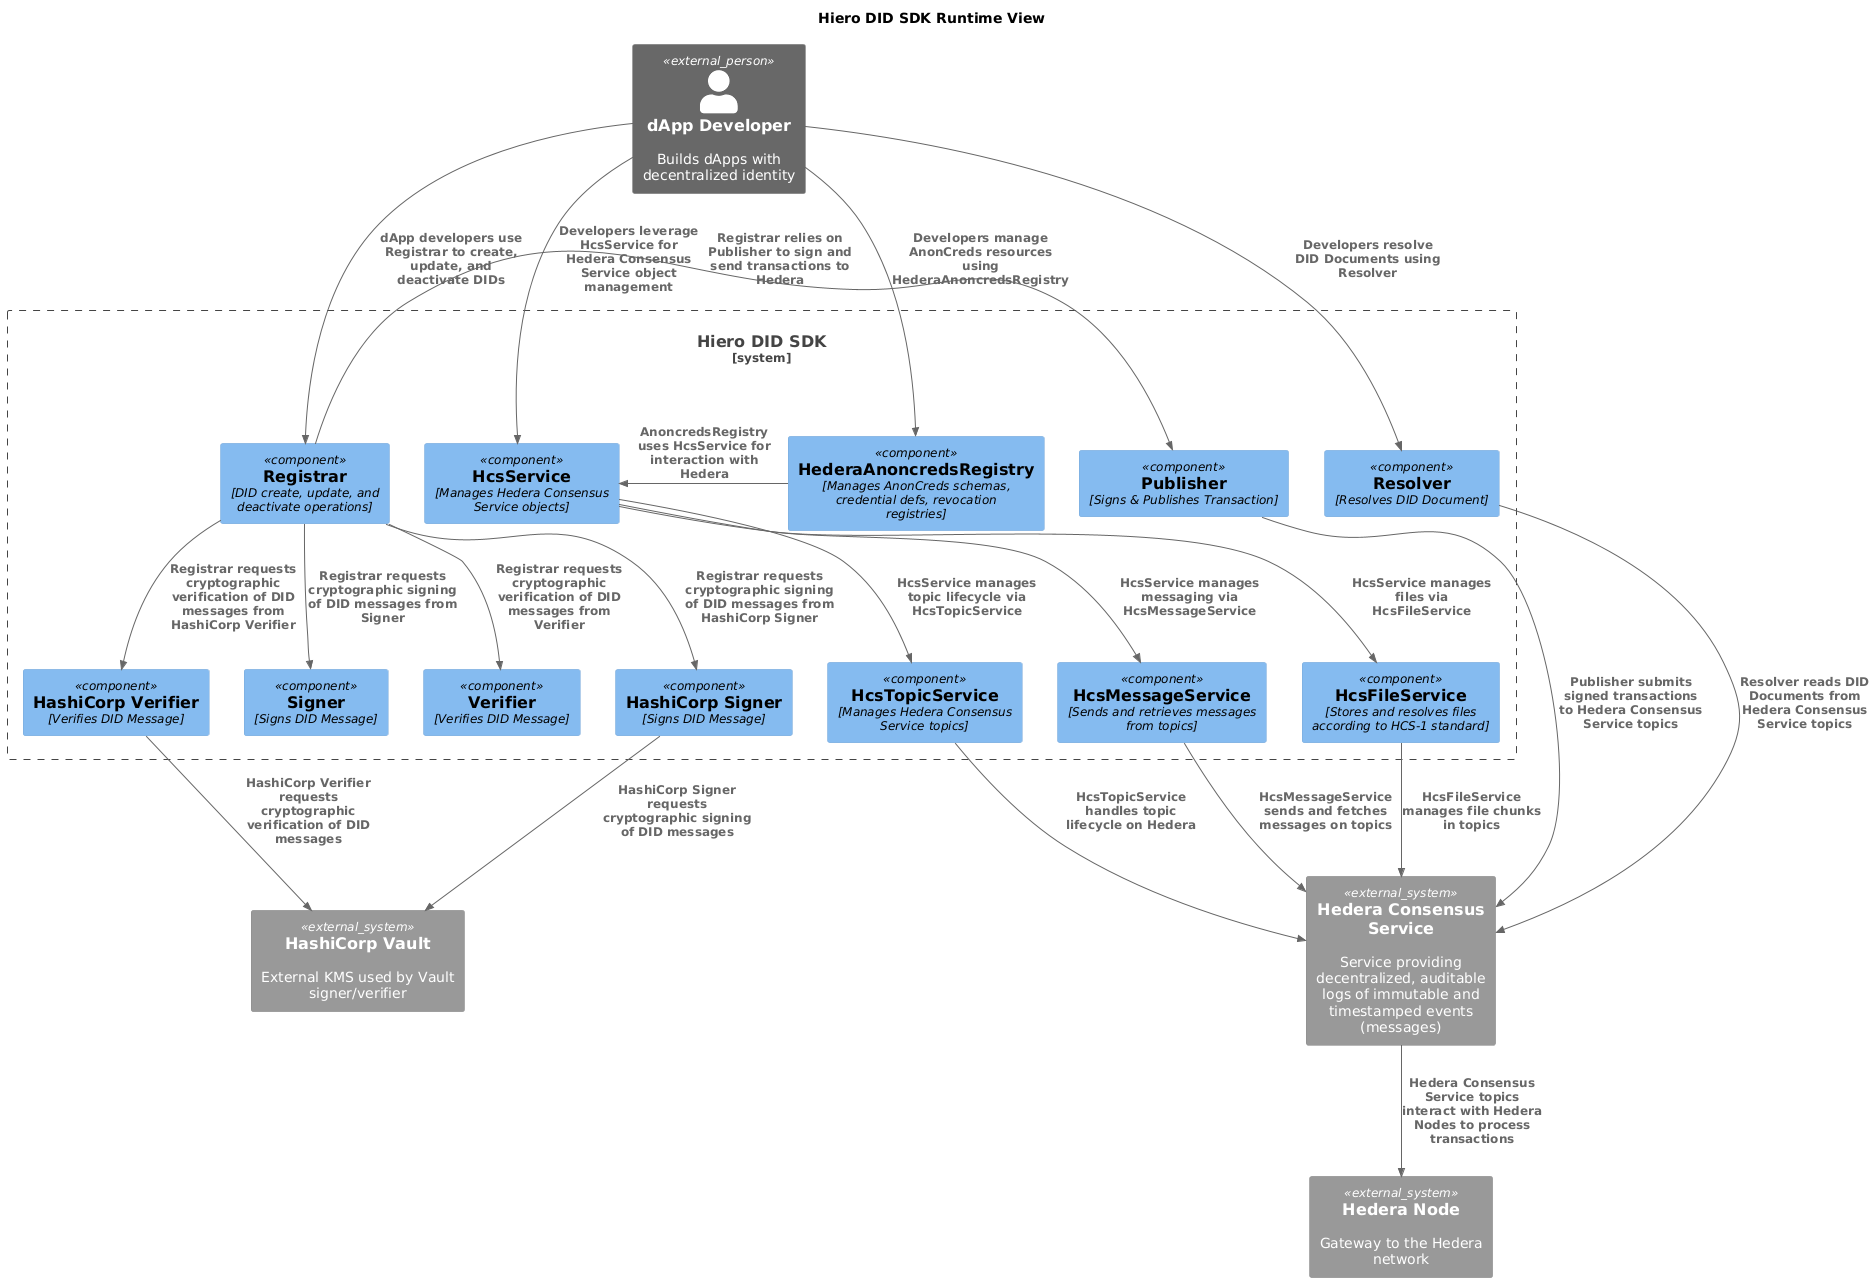 Hiero DID SDK Runtime View
«external_person»
dApp Developer
Builds dApps with
decentralized identity
dApp developers use
Registrar to create,
update, and
deactivate DIDs
Developers leverage
HcsService for
Hedera Consensus
Service object
management
Registrar relies on
Publisher to sign and
send transactions to
Hedera
Developers manage
AnonCreds resources
using
HederaAnoncredsRegistry
Developers resolve
DID Documents using
Resolver
Hiero DID SDK
[system]
«component»
Registrar
[DID create, update, and
deactivate operations]
«component»
HcsService
[Manages Hedera Consensus
Service objects]
AnoncredsRegistry
uses HcsService for
interaction with
Hedera
«component»
HederaAnoncredsRegistry
[Manages AnonCreds schemas,
credential defs, revocation
registries]
«component»
Publisher
[Signs & Publishes Transaction]
«component»
Resolver
[Resolves DID Document]
Registrar requests
cryptographic
verification of DID
messages from
HashiCorp Verifier
Registrar requests
cryptographic signing
of DID messages from
Signer
Registrar requests
cryptographic
verification of DID
messages from
Verifier
Registrar requests
cryptographic signing
of DID messages from
HashiCorp Signer
HcsService manages
topic lifecycle via
HcsTopicService
HcsService manages
messaging via
HcsMessageService
HcsService manages
files via
HcsFileService
«component»
HashiCorp Verifier
[Verifies DID Message]
«component»
Signer
[Signs DID Message]
«component»
Verifier
[Verifies DID Message]
«component»
HashiCorp Signer
[Signs DID Message]
«component»
HcsTopicService
[Manages Hedera Consensus
Service topics]
«component»
HcsMessageService
[Sends and retrieves messages
from topics]
«component»
HcsFileService
[Stores and resolves files
according to HCS-1 standard]
Publisher submits
signed transactions
to Hedera Consensus
Service topics
Resolver reads DID
Documents from
Hedera Consensus
Service topics
HashiCorp Verifier
requests
cryptographic
verification of DID
messages
HashiCorp Signer
requests
cryptographic signing
of DID messages
HcsTopicService
handles topic
lifecycle on Hedera
HcsMessageService
sends and fetches
messages on topics
HcsFileService
manages file chunks
in topics
«external_system»
HashiCorp Vault
External KMS used by Vault
signer/verifier
«external_system»
Hedera Consensus
Service
Service providing
decentralized, auditable
logs of immutable and
timestamped events
(messages)
Hedera Consensus
Service topics
interact with Hedera
Nodes to process
transactions
«external_system»
Hedera Node
Gateway to the Hedera
network